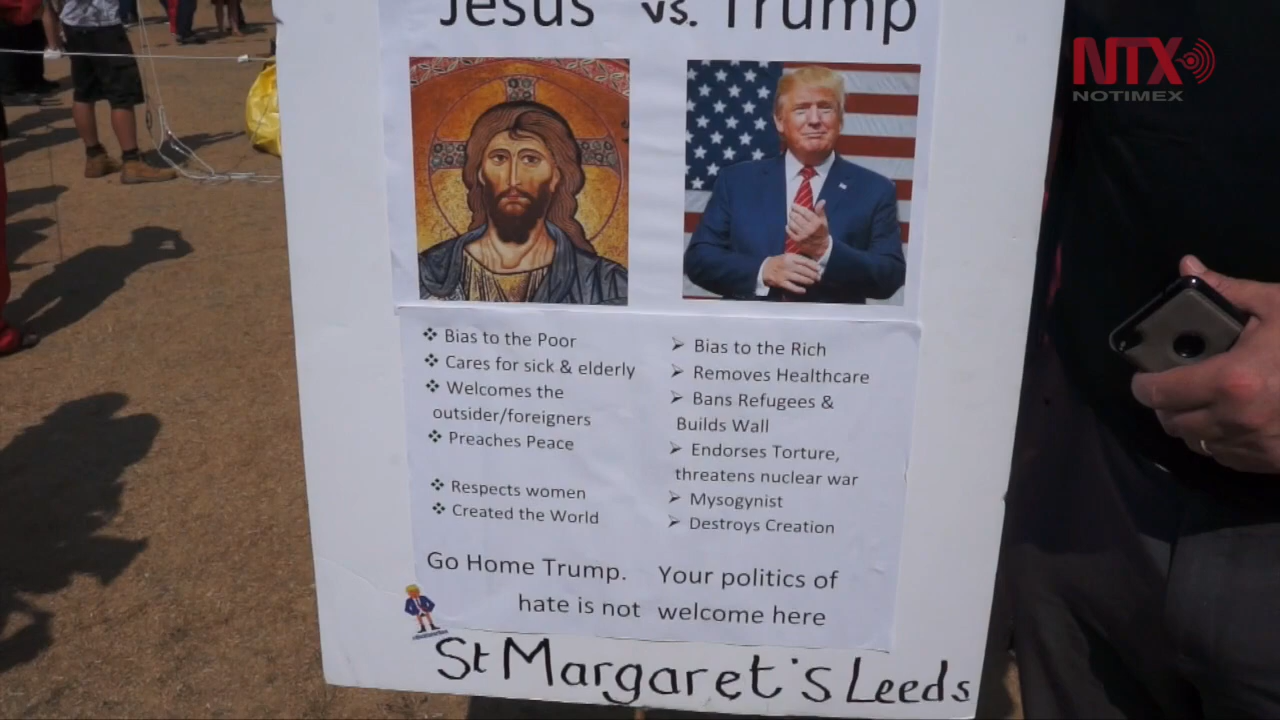 Jesus vs. Trump
NTX
NOTIMEX
Bias to the Poor
Cares for sick & elderly
Welcomes the
outsider/foreigners
Preaches Peace
Respects women
Created the World
Bias to the Rich
Removes Healthcare
Bans Refugees &
Builds Wall
Endorses Torture,
threatens nuclear war
Mysogynist
Destroys Creation
Go Home Trump. Your politics of
hate is not welcome here
St Margaret's Leeds